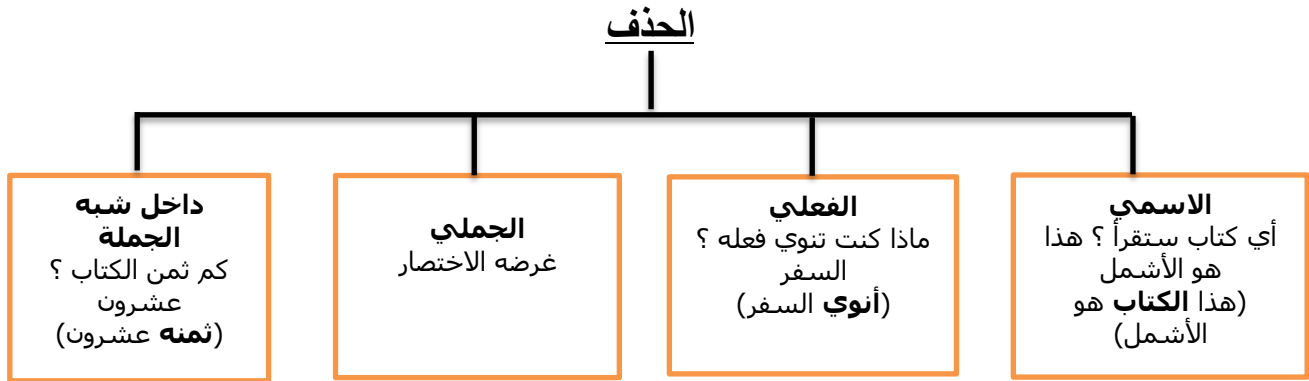 الحذف
الاسمي
أي كتاب ستقرأ ؟ هذا
هو الأشمل
(هذا الكتاب هو
الأشمل)
الفعلي
ماذا كنت تنوي فعله ؟
السفر
(أنوي السفر)
الجملي
غرضه الاختصار
داخل شبه
الجملة
كم ثمن الكتاب ؟
عشرون
(ثمنه عشرون)